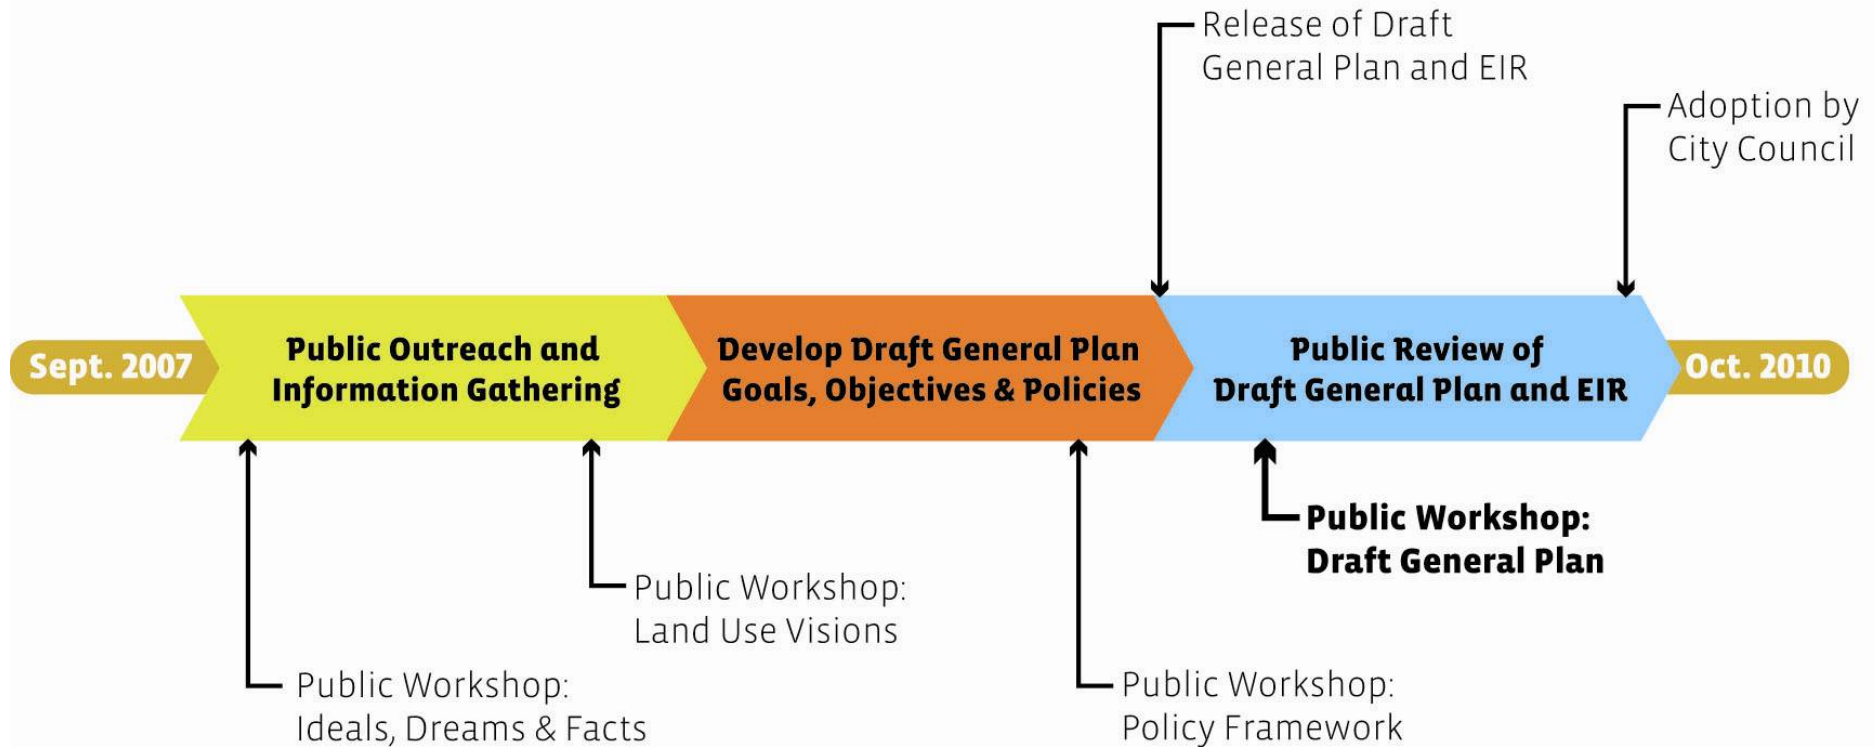 Release of Draft
General Plan and EIR
Adoption by
City Council
Sept. 2007
Public Outreach and
Information Gathering
Develop Draft General Plan
Goals, Objectives & Policies
Public Review of
Draft General Plan and EIR
Oct. 2010
Public Workshop:
Draft General Plan
Public Workshop:
Land Use Visions
Public Workshop:
Ideals, Dreams & Facts
Public Workshop:
Policy Framework